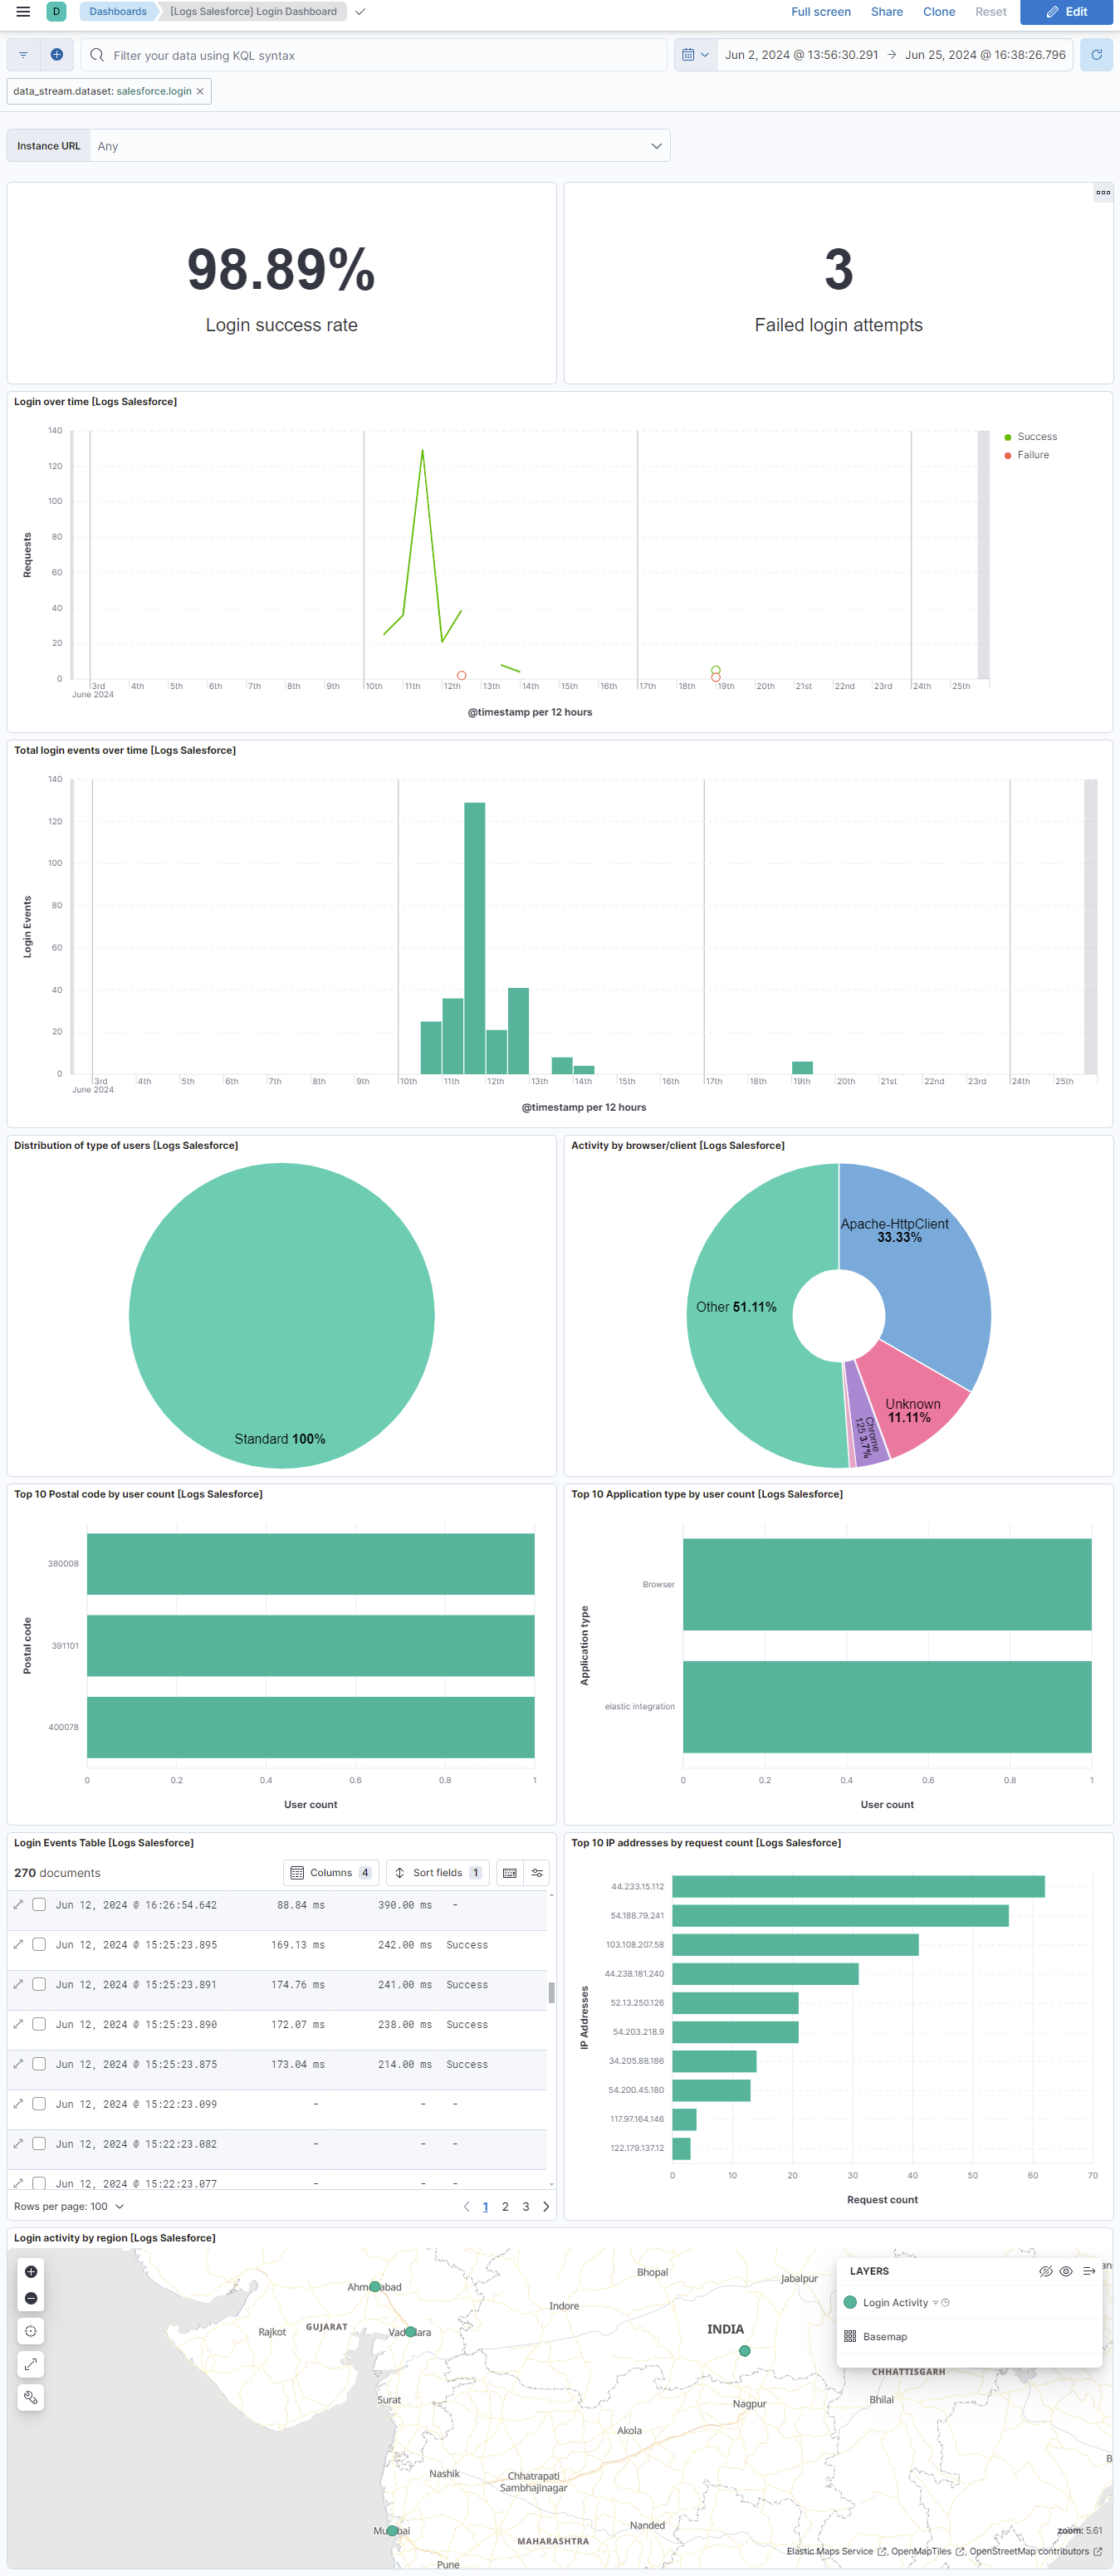 D
Dashboards
[Logs Salesforce] Login Dashboard
Full screen
Share
Clone
Reset
Edit
Filter your data using KQL syntax
Jun 2, 2024 @ 13:56:30.291 → Jun 25, 2024 @ 16:38:26.796
data_stream.dataset: salesforce.login ×
Instance URL
Any
98.89%
Login success rate
3
Failed login attempts
Login over time [Logs Salesforce]
140
120
100
80
60
40
20
0
Requests
3rd 4th 5th 6th 7th 8th 9th 10th 11th 12th 13th 14th 15th 16th 17th 18th 19th 20th 21st 22nd 23rd 24th 25th
June 2024
@timestamp per 12 hours
Success
Failure
Total login events over time [Logs Salesforce]
140
120
100
80
60
40
20
0
Login Events
3rd 4th 5th 6th 7th 8th 9th 10th 11th 12th 13th 14th 15th 16th 17th 18th 19th 20th 21st 22nd 23rd 24th 25th
June 2024
@timestamp per 12 hours
Distribution of type of users [Logs Salesforce]
Standard 100%
Activity by browser/client [Logs Salesforce]
Apache-HttpClient
33.33%
Other 51.11%
Unknown
11.11%
Chrome
125 3.7%
Top 10 Postal code by user count [Logs Salesforce]
Postal code
380008
391101
400078
0 0.2 0.4 0.6 0.8 1
User count
Top 10 Application type by user count [Logs Salesforce]
Application type
Browser
elastic integration
0 0.2 0.4 0.6 0.8 1
User count
Login Events Table [Logs Salesforce]
270 documents
Columns 4
Sort fields 1
Jun 12, 2024 @ 16:26:54.642 88.84 ms 390.00 ms -
Jun 12, 2024 @ 15:25:23.895 169.13 ms 242.00 ms Success
Jun 12, 2024 @ 15:25:23.891 174.76 ms 241.00 ms Success
Jun 12, 2024 @ 15:25:23.890 172.07 ms 238.00 ms Success
Jun 12, 2024 @ 15:25:23.875 173.04 ms 214.00 ms Success
Jun 12, 2024 @ 15:22:23.099 - - -
Jun 12, 2024 @ 15:22:23.082 - - -
Jun 12, 2024 @ 15:22:23.077 - - -
Rows per page: 100
1 2 3
Top 10 IP addresses by request count [Logs Salesforce]
IP Addresses
44.233.15.112
54.188.79.241
103.108.207.58
44.238.181.240
52.13.250.126
54.203.218.9
34.205.88.186
54.200.45.180
117.97.164.146
122.179.137.12
0 10 20 30 40 50 60 70
Request count
Login activity by region [Logs Salesforce]
LAYERS
Login Activity
Basemap
Bhopal
Jabalpur
Indore
Rajkot
GUJARAT
INDIA
CHHATTISGARH
Surat
Nagpur
Bhilai
Akola
Nashik
Chhatrapati
Sambhajinagar
Nanded
MAHARASHTRA
Pune
zoom: 5.61
Elastic Maps Service , OpenMapTiles , OpenStreetMap contributors